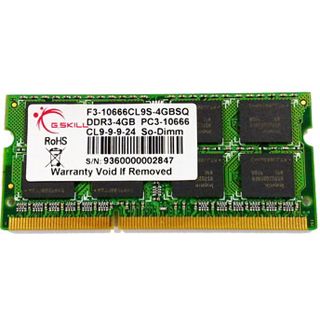 G.SKILL
F3-10666CL9S-4GBSQ
DDR3-4GB PC3-10666
CL9-9-9-24 So-Dimm
RoHS
S/N: 9360000002847
Warranty Void If Removed